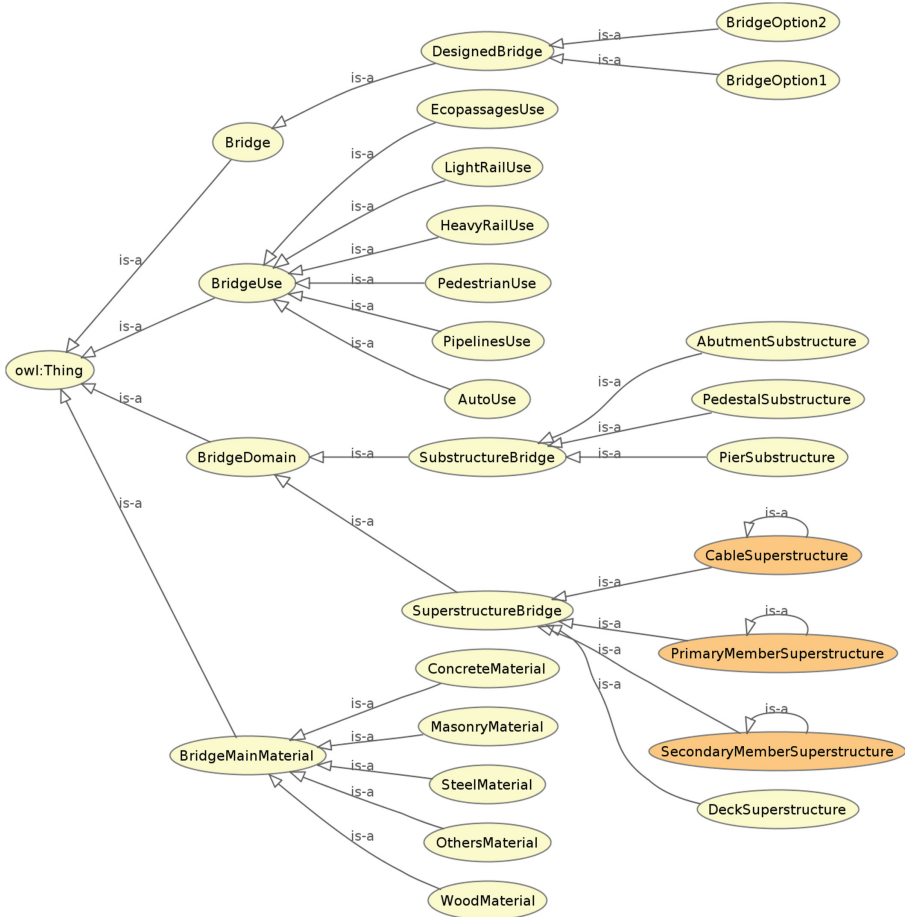 BridgeOption2
is-a
DesignedBridge
is-a
BridgeOption1
is-a
EcopassagesUse
Bridge
is-a
LightRailUse
is-a
HeavyRailUse
is-a
is-a
BridgeUse
is-a
PedestrianUse
is-a
is-a
PipelinesUse
is-a
AbutmentSubstructure
owl:Thing
is-a
is-a
AutoUse
PedestalSubstructure
is-a
BridgeDomain
is-a
SubstructureBridge
is-a
PierSubstructure
is-a
is-a
is-a
CableSuperstructure
is-a
SuperstructureBridge
is-a
is-a
PrimaryMemberSuperstructure
is-a
ConcreteMaterial
is-a
is-a
is-a
MasonryMaterial
is-a
BridgeMainMaterial
SecondaryMemberSuperstructure
is-a
SteelMaterial
is-a
DeckSuperstructure
is-a
OthersMaterial
WoodMaterial